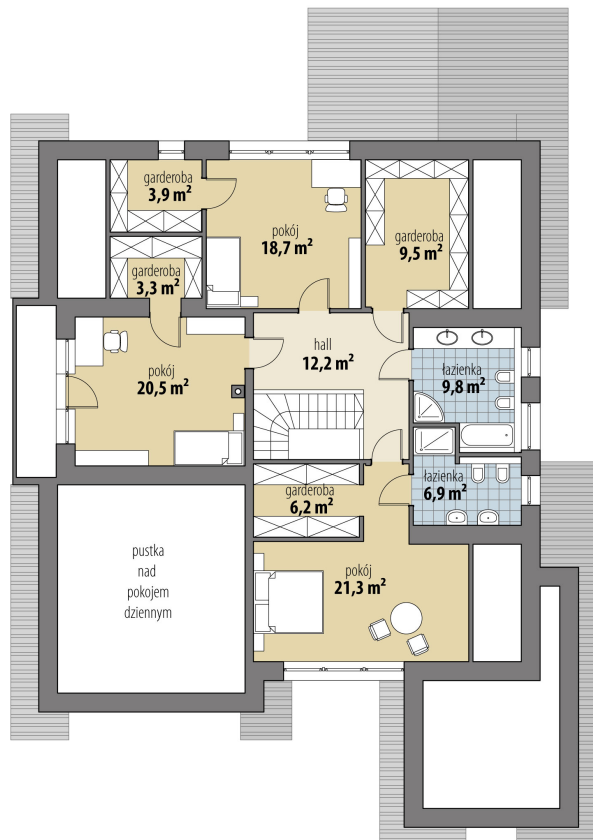 garderoba
3,9 m²
pokój
18,7 m²
garderoba
9,5 m²
garderoba
3,3 m²
hall
12,2 m²
pokój
20,5 m²
łazienka
9,8 m²
garderoba
6,2 m²
łazienka
6,9 m²
pustka
nad
pokojem
dziennym
pokój
21,3 m²